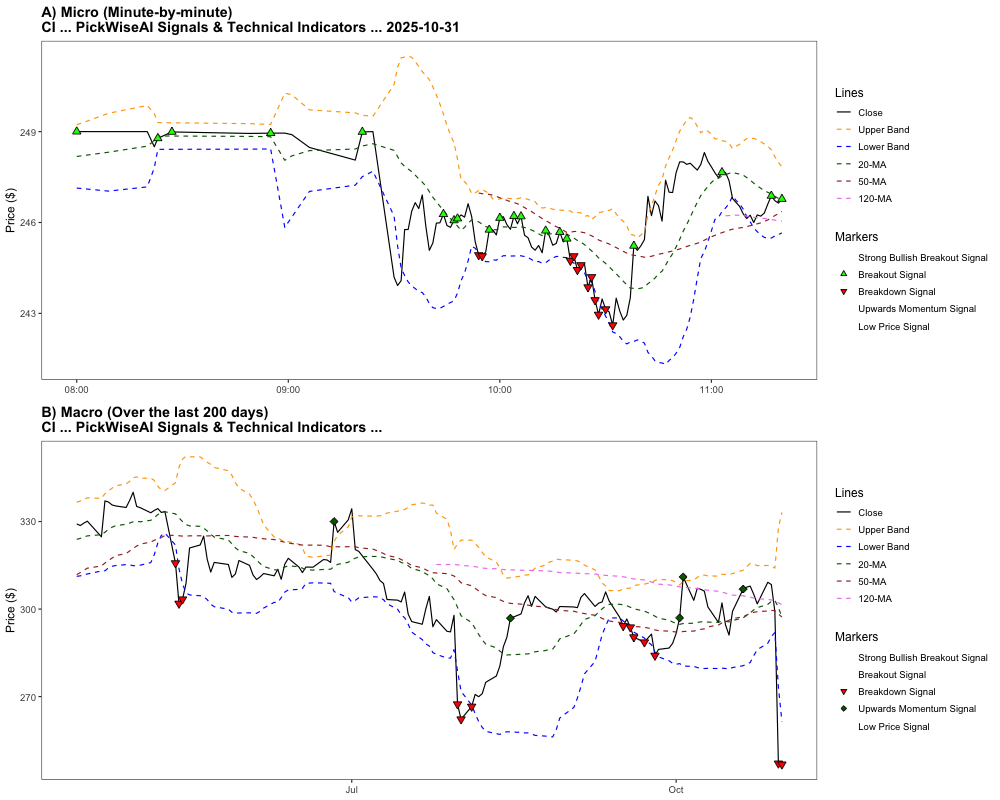 A) Micro (Minute-by-minute)
CI ... PickWiseAI Signals & Technical Indicators ... 2025-10-31
Price ($)
249
246
243
08:00
09:00
10:00
11:00
Lines
Close
Upper Band
Lower Band
20-MA
50-MA
120-MA
Markers
Strong Bullish Breakout Signal
Breakout Signal
Breakdown Signal
Upwards Momentum Signal
Low Price Signal
B) Macro (Over the last 200 days)
CI ... PickWiseAI Signals & Technical Indicators ...
Price ($)
330
300
270
Jul
Oct
Lines
Close
Upper Band
Lower Band
20-MA
50-MA
120-MA
Markers
Strong Bullish Breakout Signal
Breakout Signal
Breakdown Signal
Upwards Momentum Signal
Low Price Signal